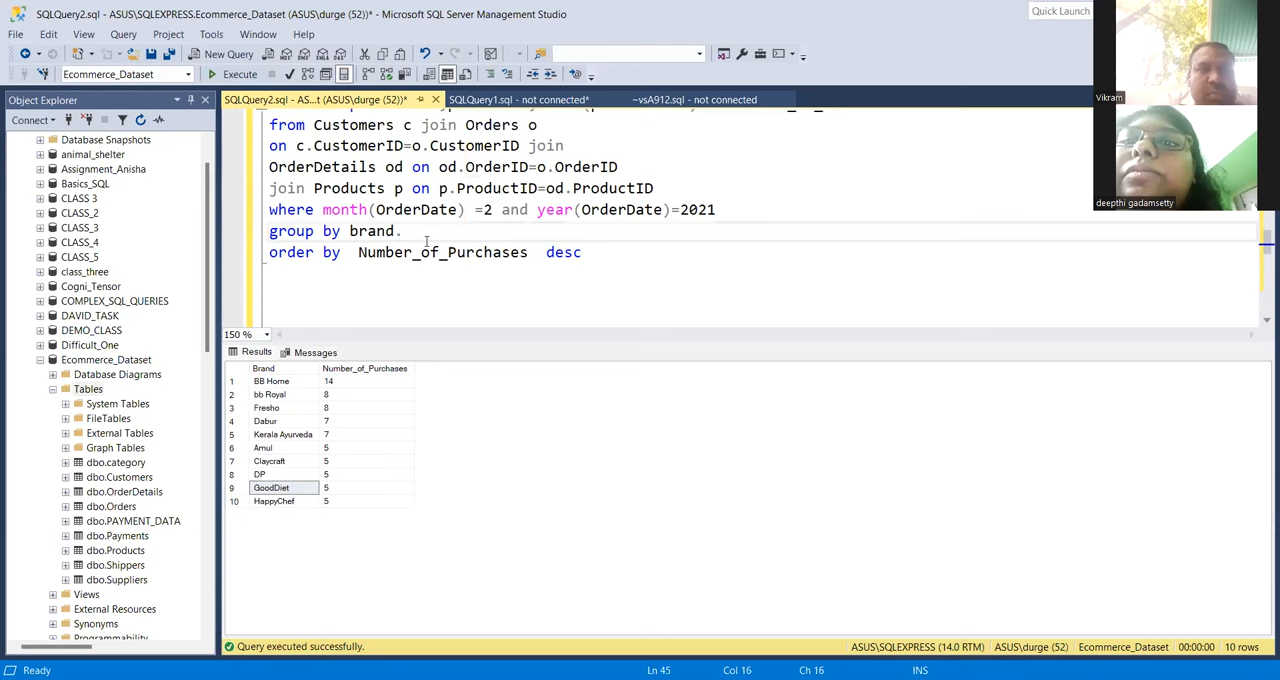 SQLQuery2.sql - ASUS\SQLEXPRESS.Ecommerce_Dataset (ASUS\durge (52))* - Microsoft SQL Server Management Studio
Quick Launch
File Edit View Query Project Tools Window Help
New Query
Ecommerce_Dataset Execute
Object Explorer
Connect
Database Snapshots
animal_shelter
Assignment_Anisha
Basics_SQL
CLASS 3
CLASS_2
CLASS_3
CLASS_4
CLASS_5
class_three
Cogni_Tensor
COMPLEX_SQL_QUERIES
DAVID_TASK
DEMO_CLASS
Difficult_One
Ecommerce_Dataset
Database Diagrams
Tables
System Tables
FileTables
External Tables
Graph Tables
dbo.category
dbo.Customers
dbo.OrderDetails
dbo.Orders
dbo.PAYMENT_DATA
dbo.Payments
dbo.Products
dbo.Shippers
dbo.Suppliers
Views
External Resources
Synonyms
Programmability
SQLQuery2.sql - AS...t (ASUS\durge (52))* SQLQuery1.sql - not connected* ~vsA912.sql - not connected
from Customers c join Orders o
on c.CustomerID=o.CustomerID join
OrderDetails od on od.OrderID=o.OrderID
join Products p on p.ProductID=od.ProductID
where month(OrderDate) =2 and year(OrderDate)=2021
group by brand.
order by Number_of_Purchases desc
150 %
Results Messages
Brand Number_of_Purchases
1 BB Home 14
2 bb Royal 8
3 Fresho 8
4 Dabur 7
5 Kerala Ayurveda 7
6 Amul 5
7 Claycraft 5
8 DP 5
9 GoodDiet 5
10 HappyChef 5
Query executed successfully. ASUS\SQLEXPRESS (14.0 RTM) ASUS\durge (52) Ecommerce_Dataset 00:00:00 10 rows
Ready Ln 45 Col 16 Ch 16 INS
Vikram
deepthi gadamsetty